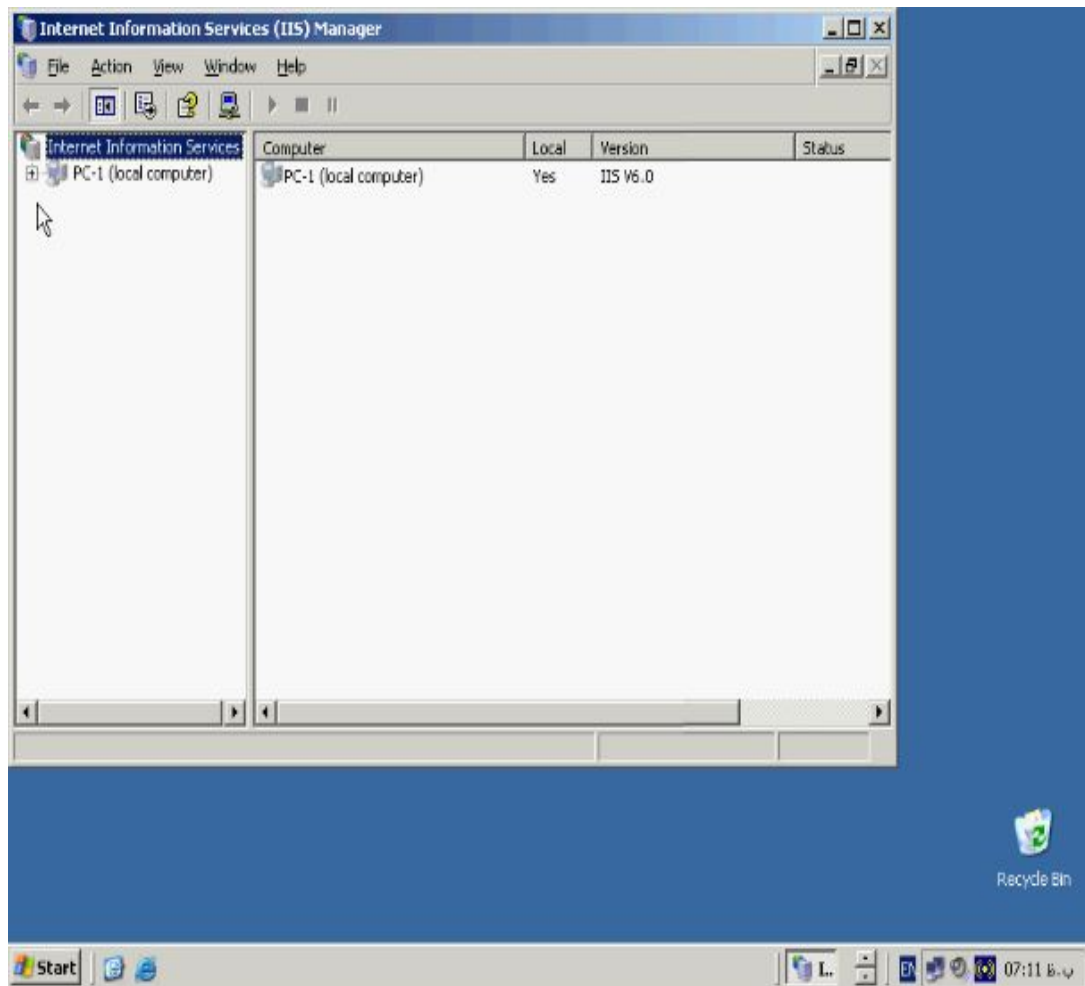 Internet Information Services (IIS) Manager
File Action View Window Help
Internet Information Services
PC-1 (local computer)
Computer Local Version Status
PC-1 (local computer) Yes IIS V6.0
Recycle Bin
Start
I...
EN
07:11 ب.ظ